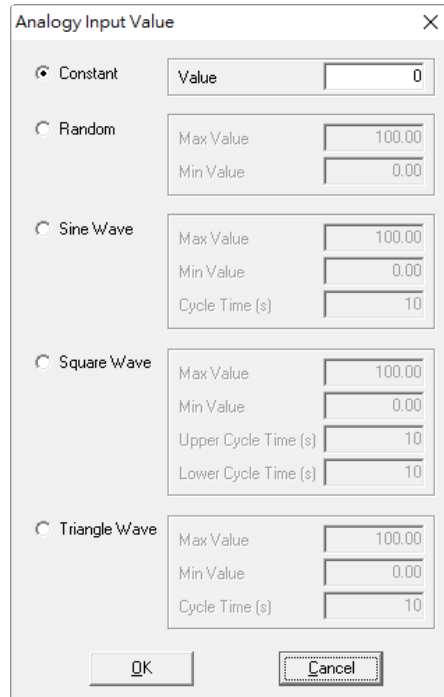 Analogy Input Value
Constant
Value 0
Random
Max Value 100.00
Min Value 0.00
Sine Wave
Max Value 100.00
Min Value 0.00
Cycle Time (s) 10
Square Wave
Max Value 100.00
Min Value 0.00
Upper Cycle Time (s) 10
Lower Cycle Time (s) 10
Triangle Wave
Max Value 100.00
Min Value 0.00
Cycle Time (s) 10
OK Cancel